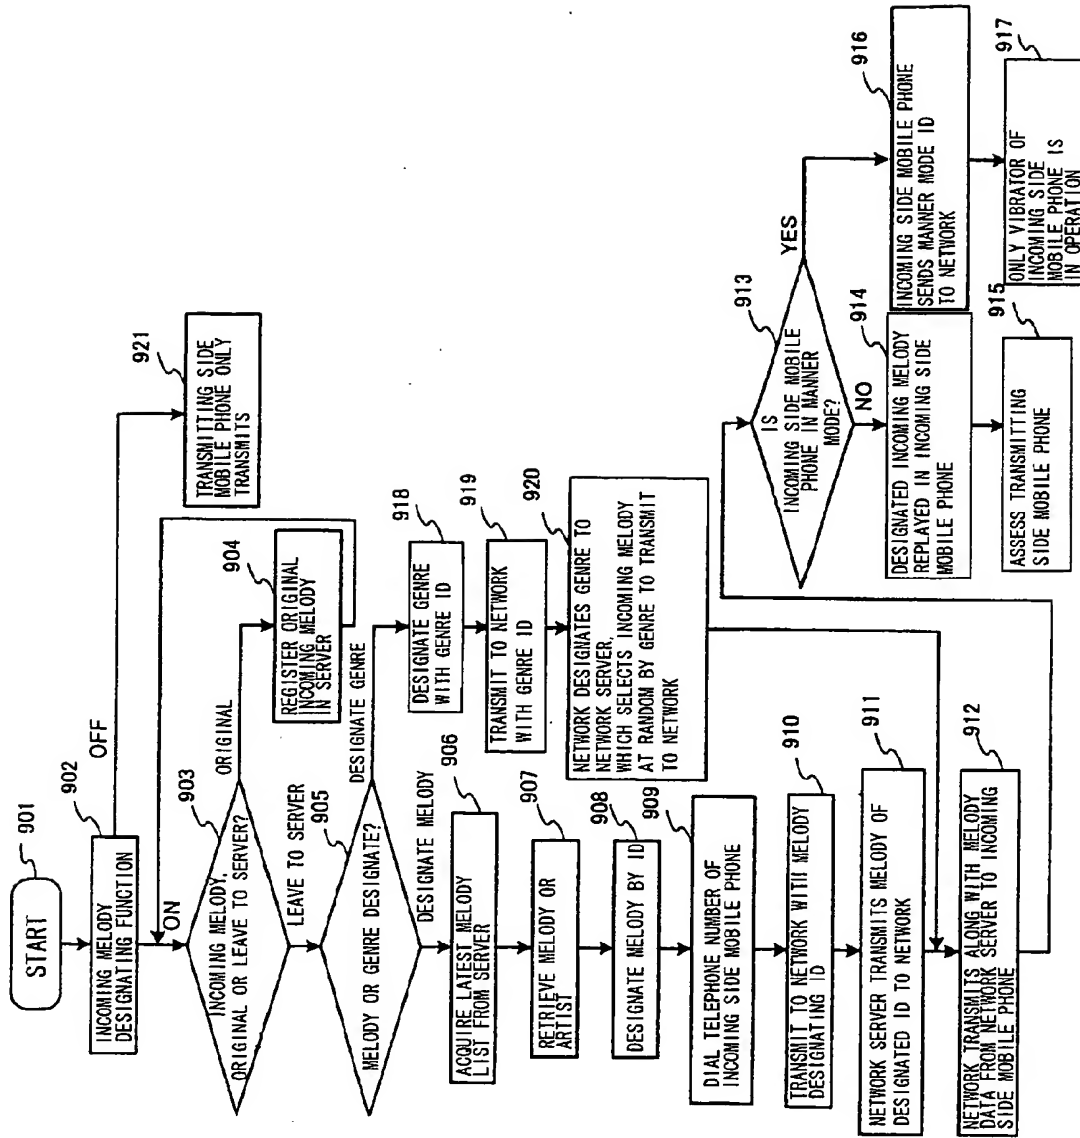 START
901
INCOMING MELODY
DESIGNATING FUNCTION
902
OFF
ON
TRANSMITTING SIDE
MOBILE PHONE ONLY
TRANSMITS
921
INCOMING MELODY,
ORIGINAL OR LEAVE TO SERVER?
903
ORIGINAL
REGISTER ORIGINAL
INCOMING MELODY
IN SERVER
904
LEAVE TO SERVER
MELODY OR GENRE DESIGNATE?
905
DESIGNATE GENRE
DESIGNATE MELODY
ACQUIRE LATEST MELODY
LIST FROM SERVER
906
RETRIEVE MELODY OR
ARTIST
907
DESIGNATE MELODY BY ID
908
DIAL TELEPHONE NUMBER OF
INCOMING SIDE MOBILE PHONE
909
TRANSMIT TO NETWORK WITH MELODY
DESIGNATING ID
910
NETWORK SERVER TRANSMITS MELODY OF
DESIGNATED ID TO NETWORK
911
NETWORK TRANSMITS ALONG WITH MELODY
DATA FROM NETWORK SERVER TO INCOMING
SIDE MOBILE PHONE
912
DESIGNATE GENRE
WITH GENRE ID
918
TRANSMIT TO NETWORK
WITH GENRE ID
919
NETWORK DESIGNATES GENRE TO
NETWORK SERVER,
WHICH SELECTS INCOMING MELODY
AT RANDOM BY GENRE TO TRANSMIT
TO NETWORK
920
IS
INCOMING SIDE MOBILE
PHONE IN MANNER
MODE?
913
YES
NO
DESIGNATED INCOMING MELODY
REPLAYED IN INCOMING SIDE
MOBILE PHONE
914
ASSESS TRANSMITTING
SIDE MOBILE PHONE
915
INCOMING SIDE MOBILE PHONE
SENDS MANNER MODE ID
TO NETWORK
916
ONLY VIBRATOR OF
INCOMING SIDE
MOBILE PHONE IS
IN OPERATION
917